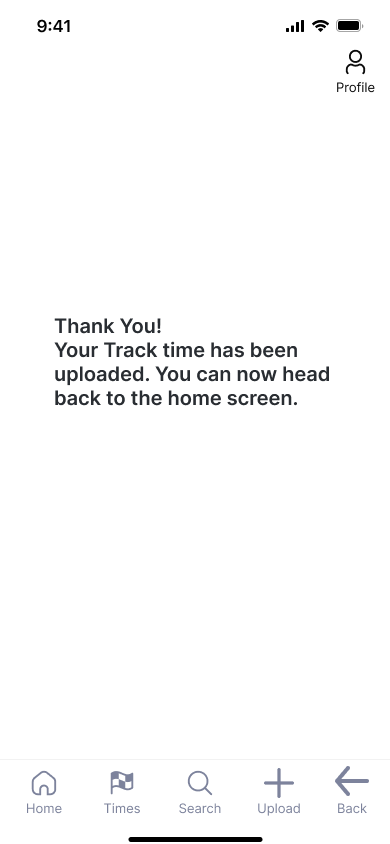 9:41
Profile
Thank You!
Your Track time has been
uploaded. You can now head
back to the home screen.
Home
Times
Search
Upload
Back